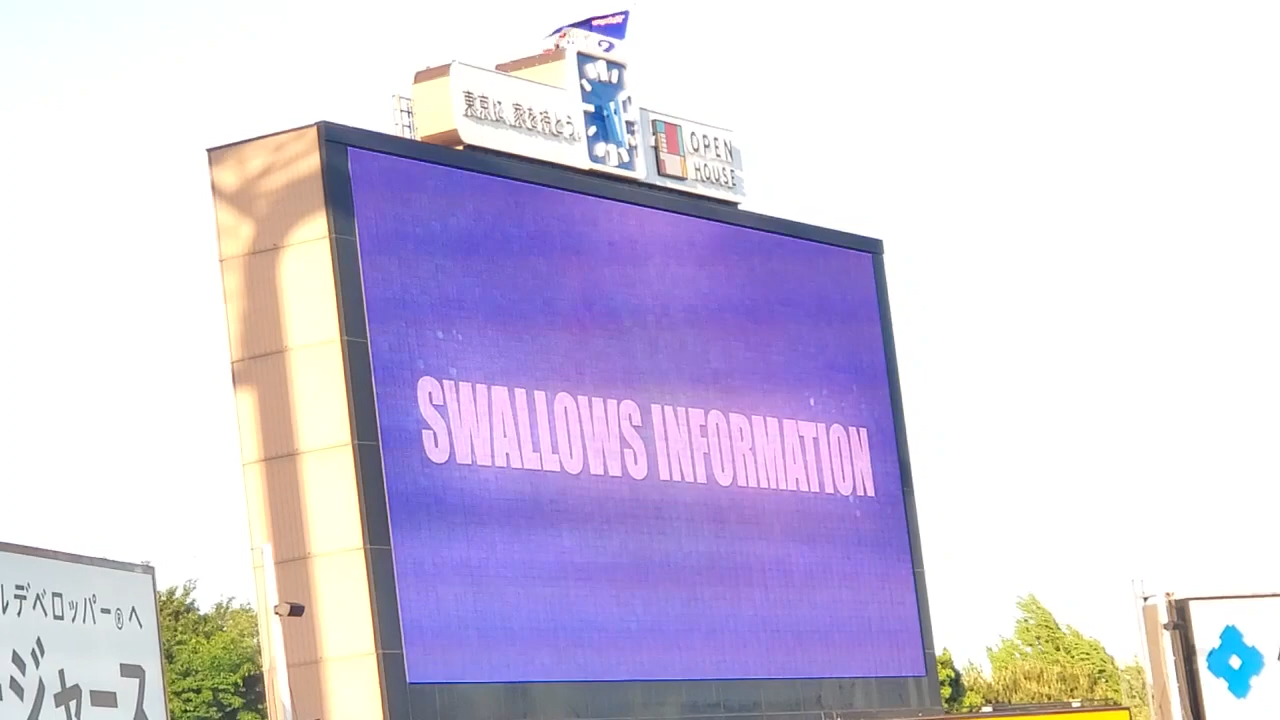 東京に、家を持とう。
OPEN
HOUSE
SWALLOWS INFORMATION
ルデベロッパー®へ
ジャース